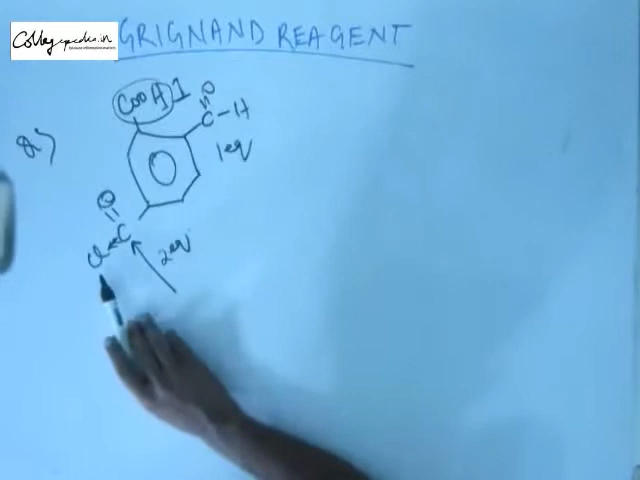 Collegepedia.in
GRIGNAND REAGENT
Q)
COOH 1
O
C-H
1eq
O
C
Cl
2eq